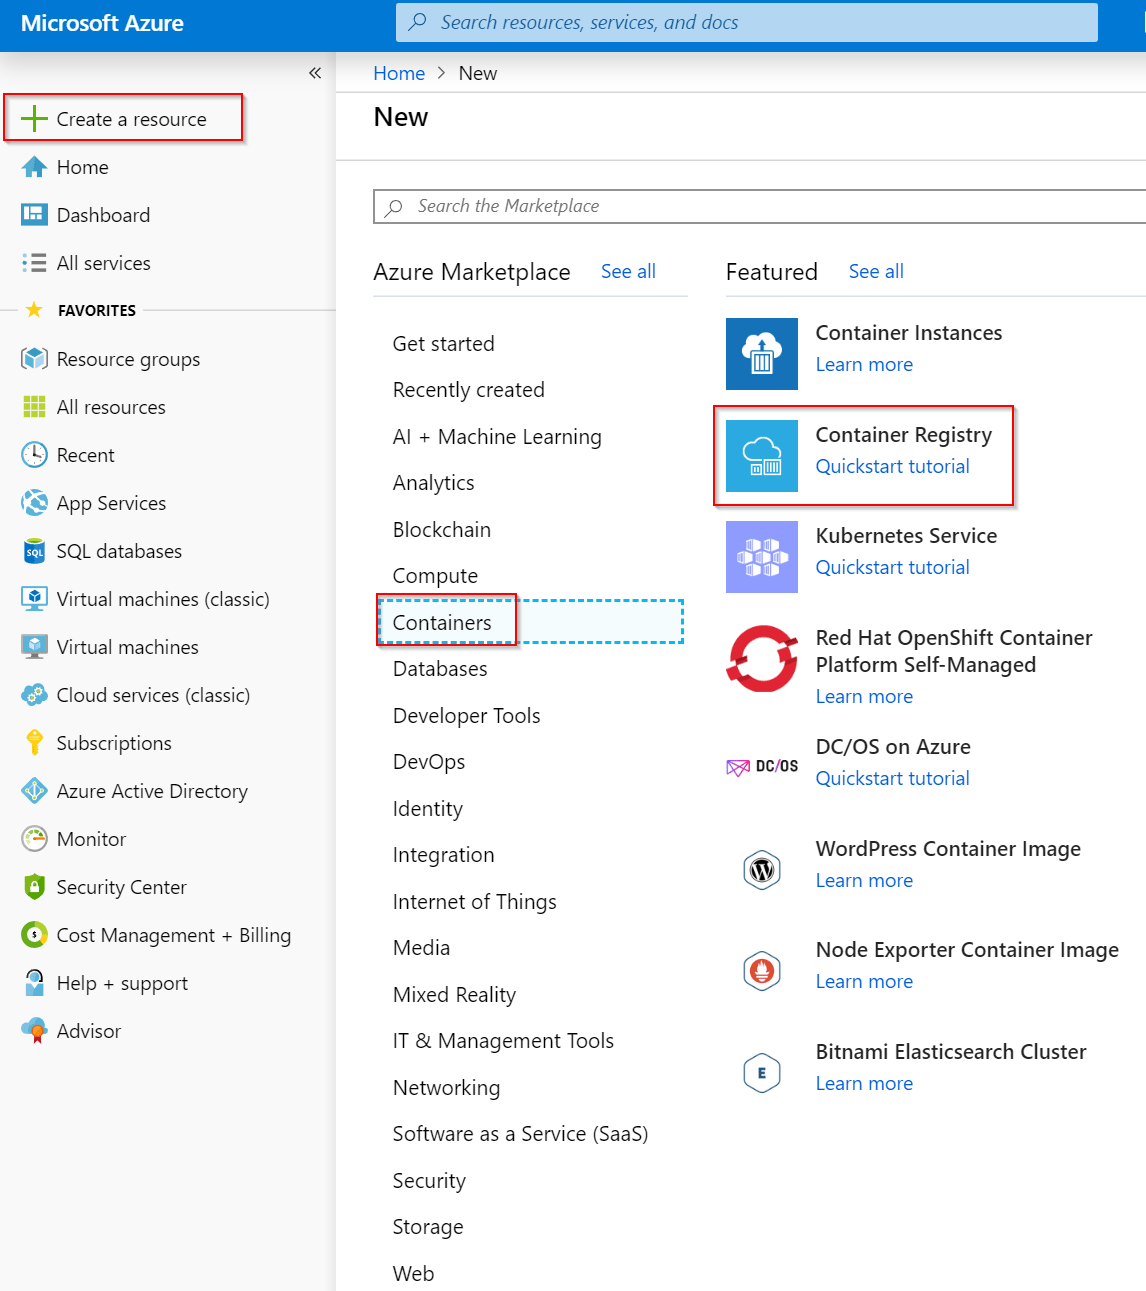 Microsoft Azure
Search resources, services, and docs
«
Create a resource
Home
Dashboard
All services
FAVORITES
Resource groups
All resources
Recent
App Services
SQL
SQL databases
Virtual machines (classic)
Virtual machines
Cloud services (classic)
Subscriptions
Azure Active Directory
Monitor
Security Center
$
Cost Management + Billing
Help + support
Advisor
Home > New
New
Search the Marketplace
Azure Marketplace See all
Get started
Recently created
AI + Machine Learning
Analytics
Blockchain
Compute
Containers
Databases
Developer Tools
DevOps
Identity
Integration
Internet of Things
Media
Mixed Reality
IT & Management Tools
Networking
Software as a Service (SaaS)
Security
Storage
Web
Featured See all
Container Instances
Learn more
Container Registry
Quickstart tutorial
Kubernetes Service
Quickstart tutorial
Red Hat OpenShift Container
Platform Self-Managed
Learn more
DC/OS
DC/OS on Azure
Quickstart tutorial
W
WordPress Container Image
Learn more
Node Exporter Container Image
Learn more
E
Bitnami Elasticsearch Cluster
Learn more